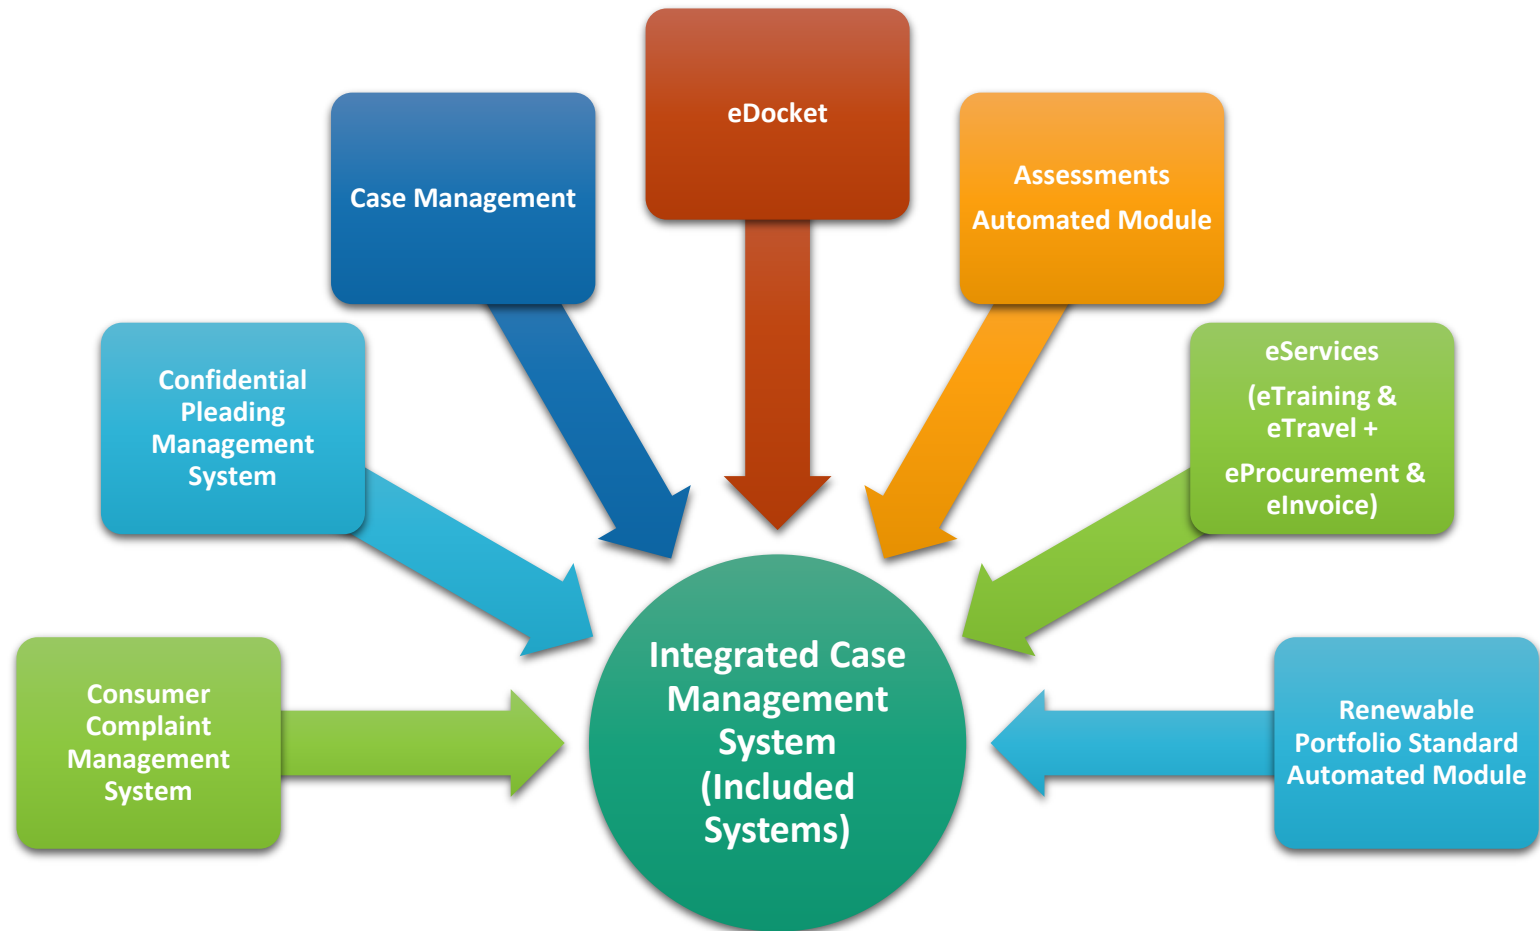 eDocket
Case Management
Assessments
Automated Module
Confidential
Pleading
Management
System
eServices
(eTraining &
eTravel +
eProcurement &
eInvoice)
Consumer
Complaint
Management
System
Integrated Case
Management
System
(Included
Systems)
Renewable
Portfolio Standard
Automated Module